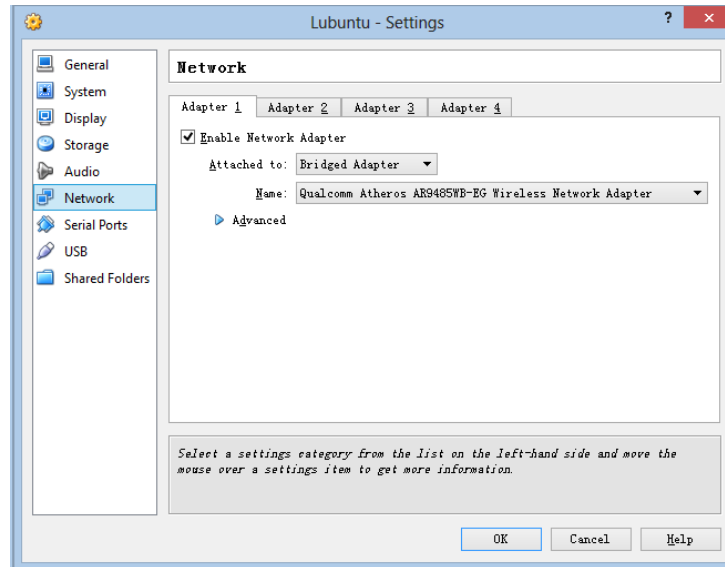 Lubuntu - Settings
?
General
System
Display
Storage
Audio
Network
Serial Ports
USB
Shared Folders
Network
Adapter 1 Adapter 2 Adapter 3 Adapter 4
Enable Network Adapter
Attached to: Bridged Adapter
Name: Qualcomm Atheros AR9485WB-EG Wireless Network Adapter
Advanced
Select a settings category from the list on the left-hand side and move the
mouse over a settings item to get more information.
OK Cancel Help